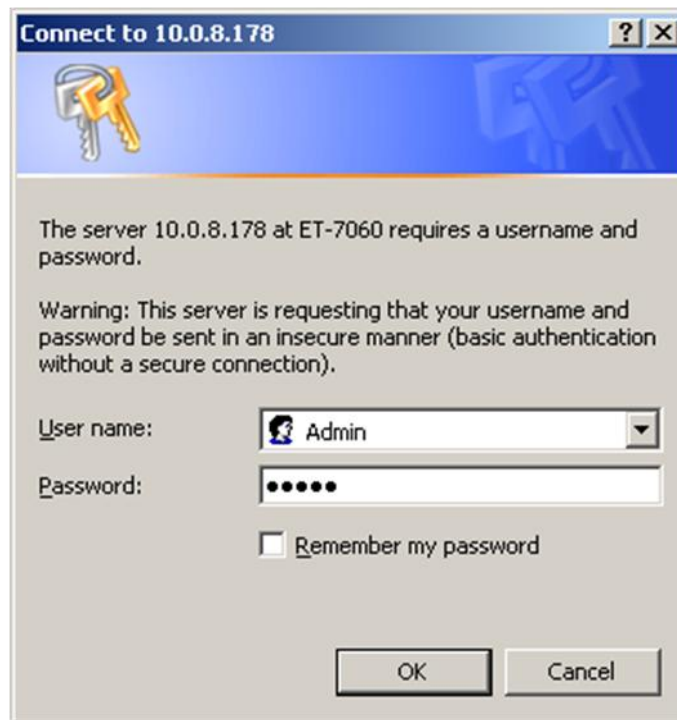 Connect to 10.0.8.178
The server 10.0.8.178 at ET-7060 requires a username and
password.
Warning: This server is requesting that your username and
password be sent in an insecure manner (basic authentication
without a secure connection).
User name:
Admin
Password:
●●●●●
Remember my password
OK
Cancel